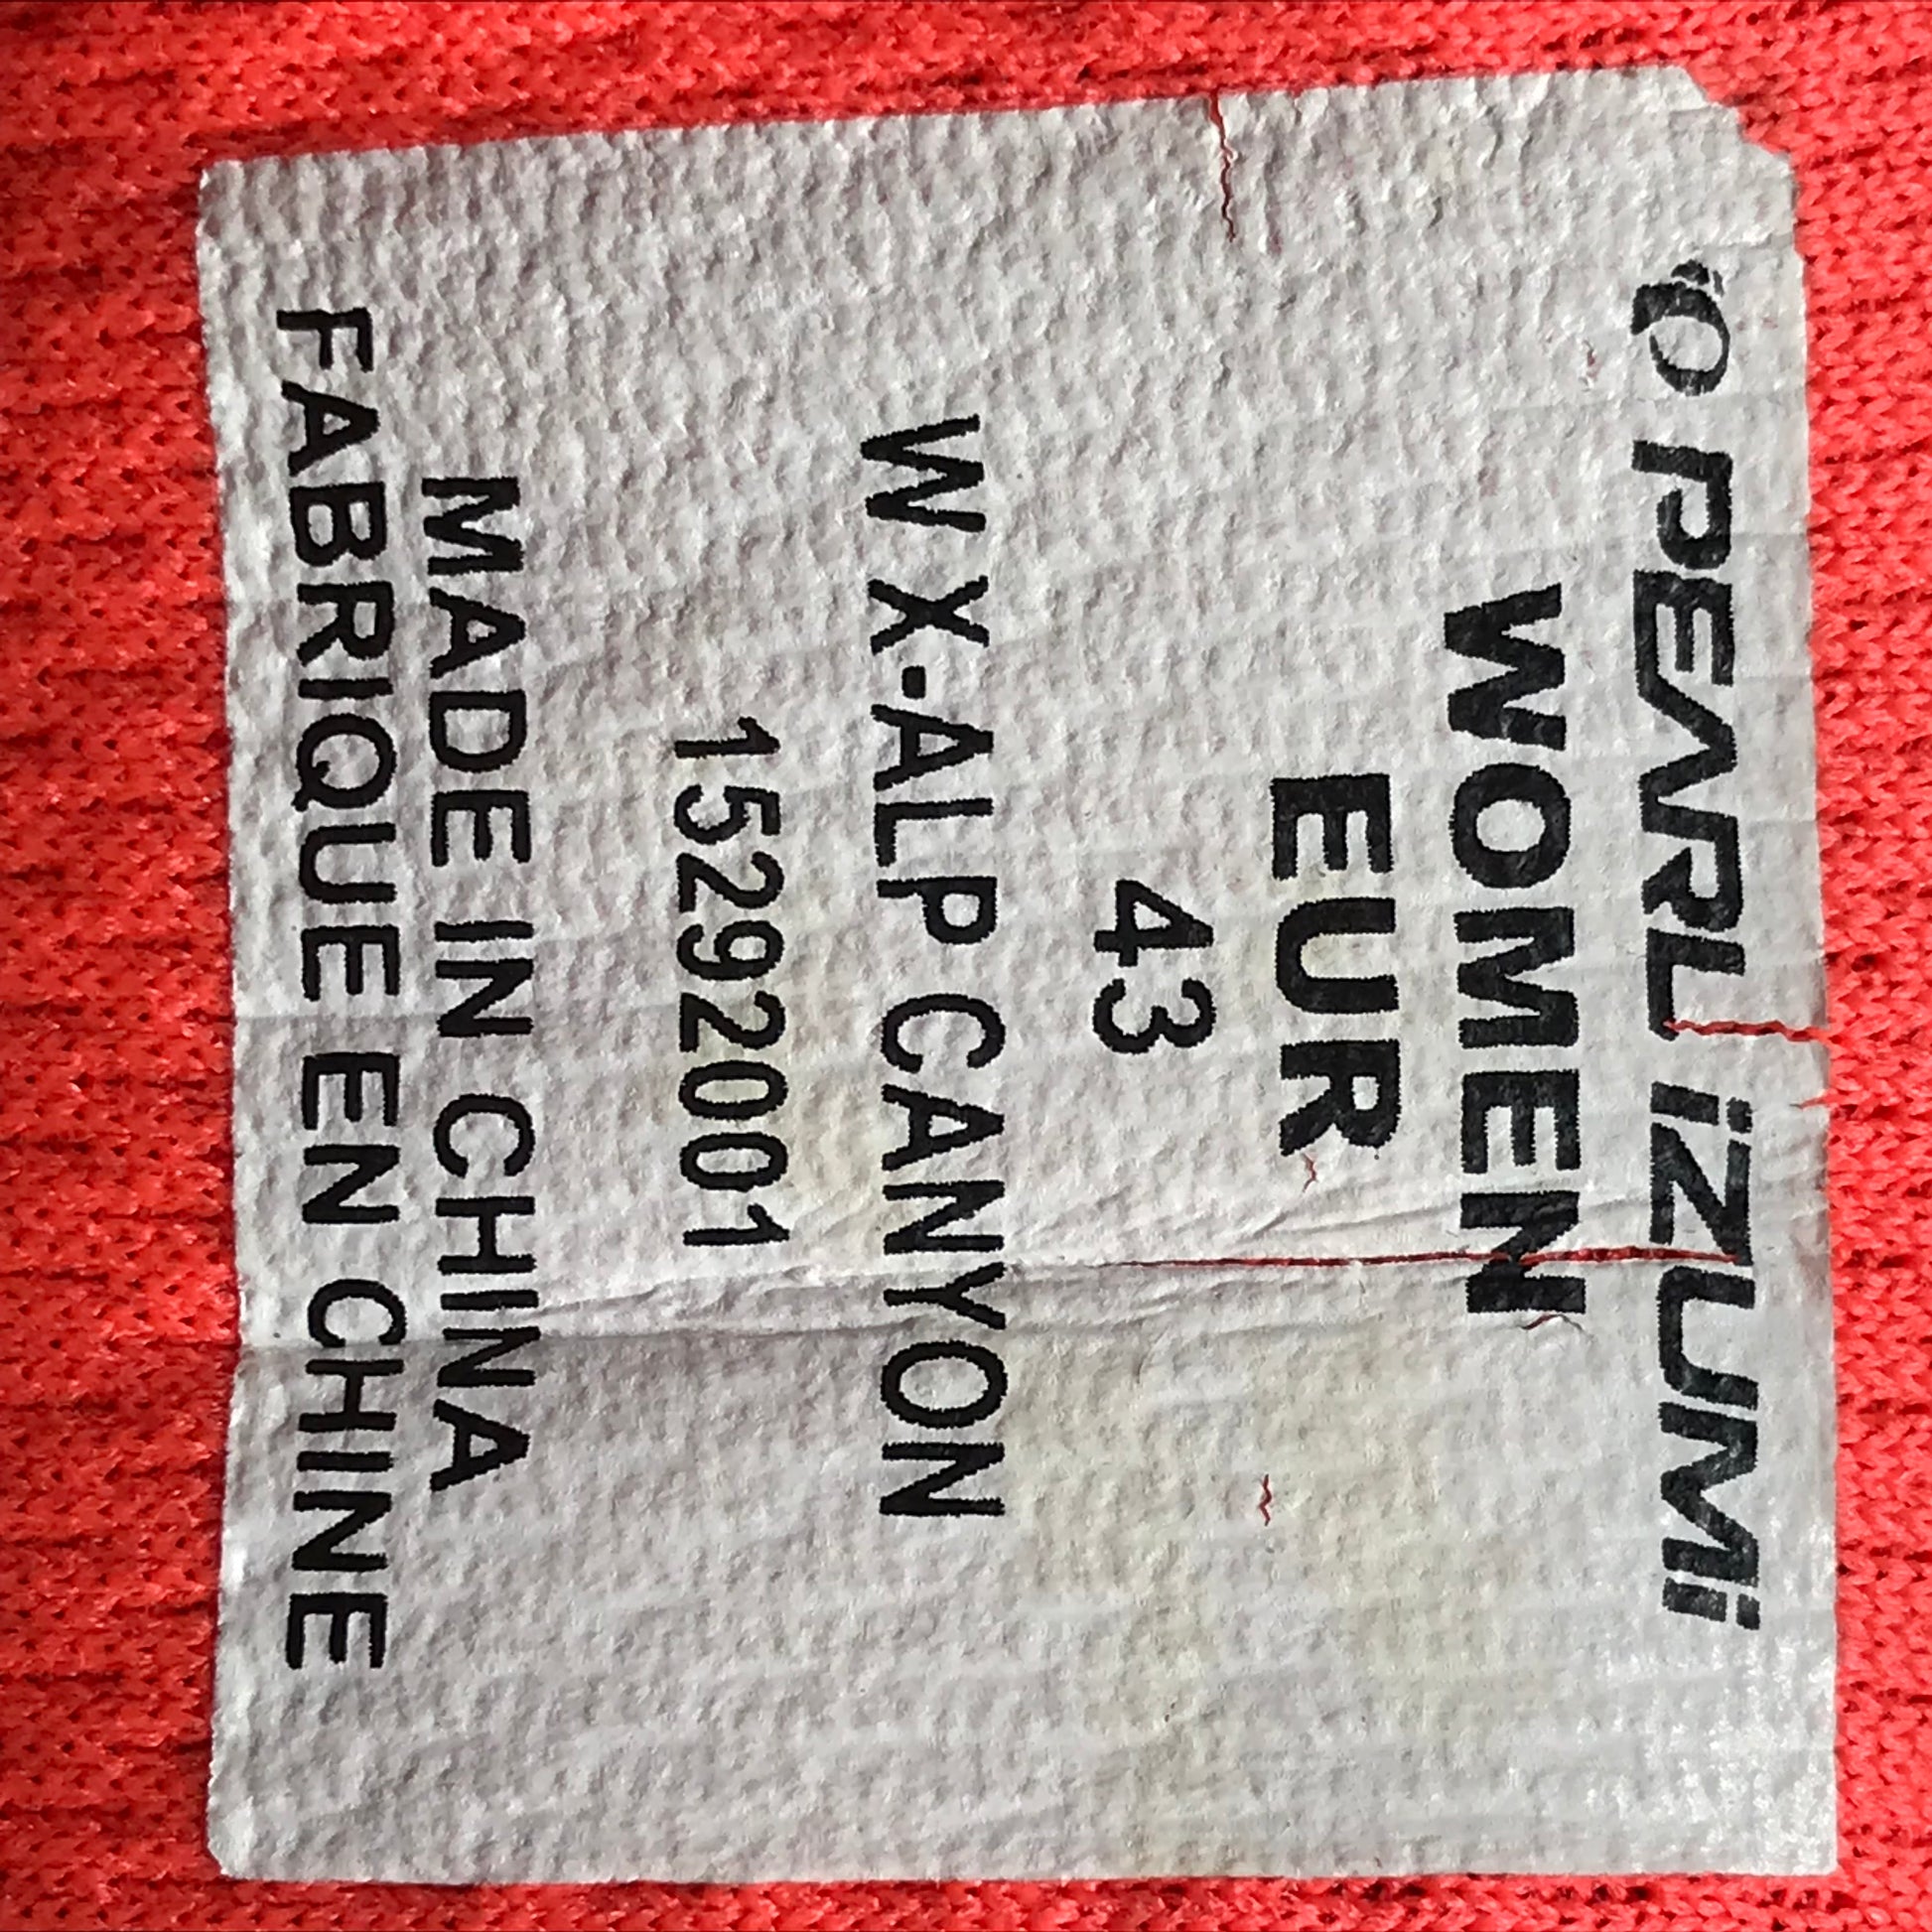 PEARL iZUMi
WOMEN
EUR
43
W X-ALP CANYON
15292001
MADE IN CHINA
FABRIQUE EN CHINE